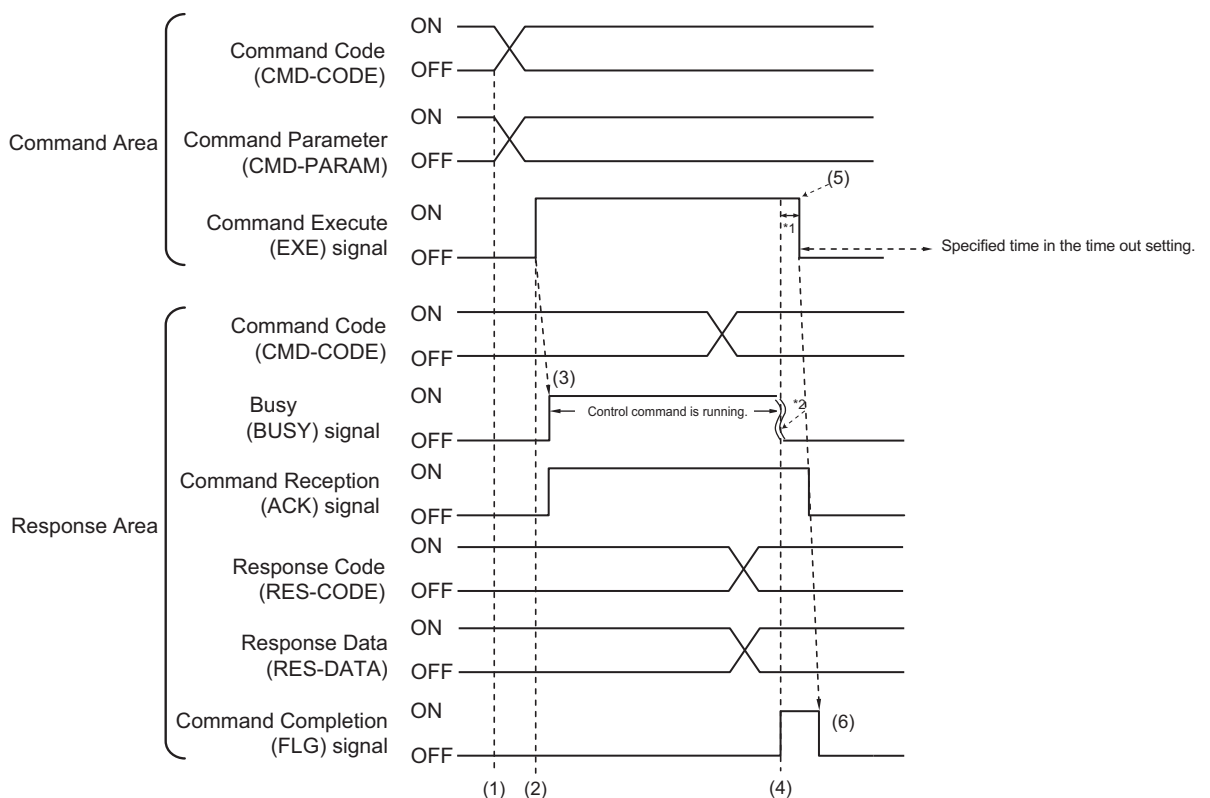 ON
Command Code
(CMD-CODE)
OFF
ON
Command Area
Command Parameter
(CMD-PARAM)
OFF
(5)
ON
Command Execute
(EXE) signal
*1
OFF
Specified time in the time out setting.
ON
Command Code
(CMD-CODE)
OFF
(3)
ON
Busy
(BUSY) signal
Control command is running.
*2
OFF
ON
Command Reception
(ACK) signal
OFF
Response Area
ON
Response Code
(RES-CODE)
OFF
ON
Response Data
(RES-DATA)
OFF
ON
Command Completion
(FLG) signal
(6)
OFF
(1) (2) (4)